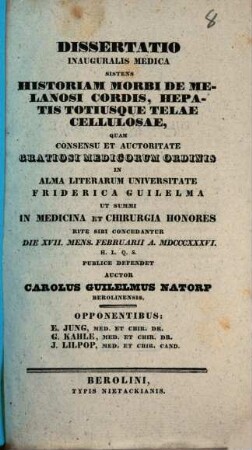 8
DISSERTATIO
INAUGURALIS MEDICA
SISTENS
HISTORIAM MORBI DE ME-
LANOSI CORDIS, HEPA-
TIS TOTIUSQUE TELAE
CELLULOSAE,
QUAM
CONSENSU ET AUCTORITATE
GRATIOSI MEDICORUM ORDINIS
IN
ALMA LITERARUM UNIVERSITATE
FRIDERICA GUILELMA
UT SUMMI
IN MEDICINA ET CHIRURGIA HONORES
RITE SIBI CONCEDANTUR
DIE XVII. MENS. FEBRUARII A. MDCCCXXXVI.
H. L. Q. S.
PUBLICE DEFENDET
AUCTOR
CAROLUS GUILELMUS NATORP
BEROLINENSIS.
OPPONENTIBUS:
E. JUNG, MED. ET CHIR. DR.
G. KAHLE, MED. ET CHIR. DR.
J. LILPOP, MED. ET CHIR. CAND.
BEROLINI,
TYPIS NIETACKIANIS.